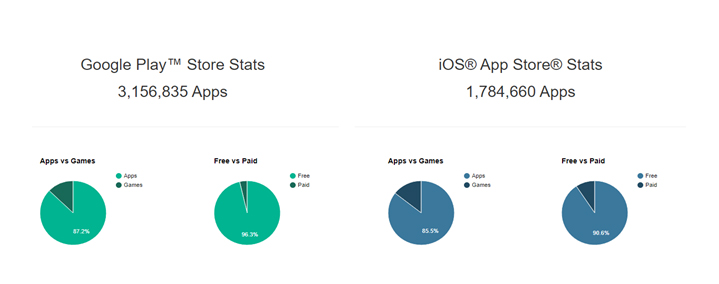 Google Play™ Store Stats
3,156,835 Apps
Apps vs Games
Apps
Games
87.2%
Free vs Paid
Free
Paid
96.3%
iOS® App Store® Stats
1,784,660 Apps
Apps vs Games
Apps
Games
85.5%
Free vs Paid
Free
Paid
90.6%